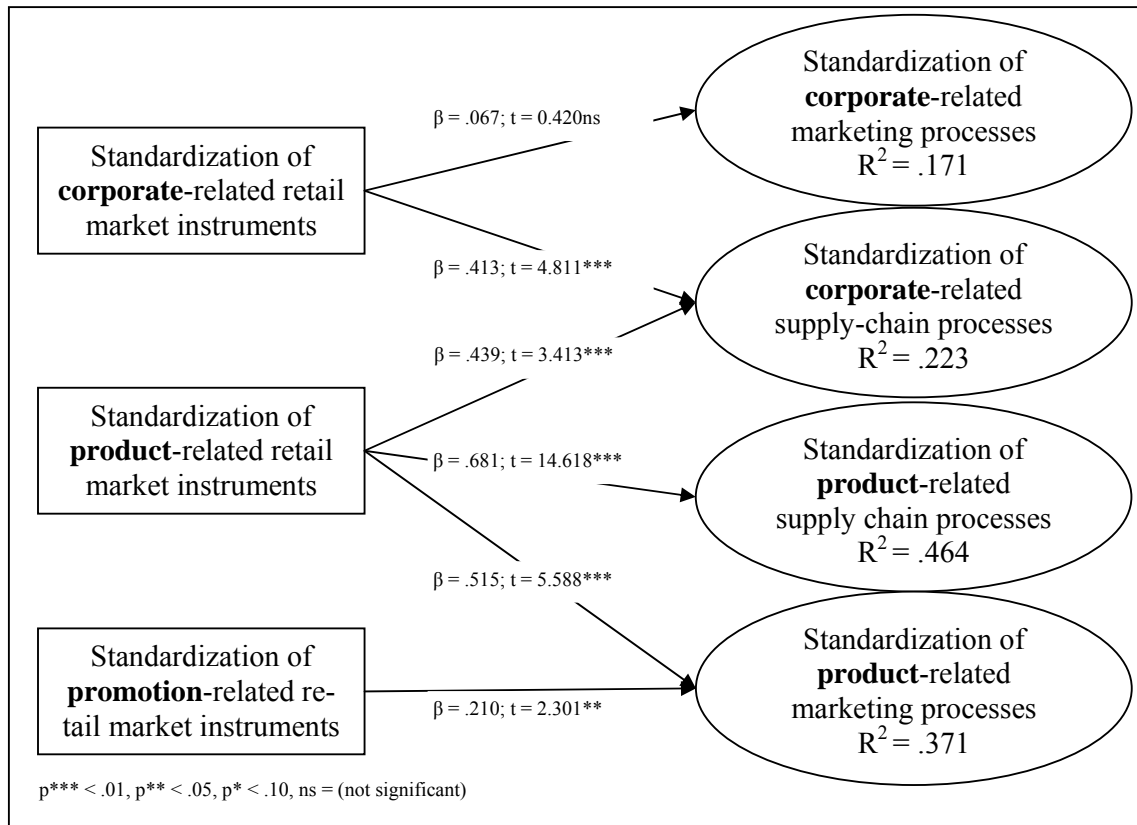 Standardization of
corporate-related
marketing processes
R² = .171
β = .067; t = 0.420ns
Standardization of
corporate-related retail
market instruments
Standardization of
corporate-related
supply-chain processes
R² = .223
β = .413; t = 4.811***
β = .439; t = 3.413***
Standardization of
product-related retail
market instruments
β = .681; t = 14.618***
Standardization of
product-related
supply chain processes
R² = .464
β = .515; t = 5.588***
Standardization of
promotion-related re-
tail market instruments
β = .210; t = 2.301**
Standardization of
product-related
marketing processes
R² = .371
p*** < .01, p** < .05, p* < .10, ns = (not significant)